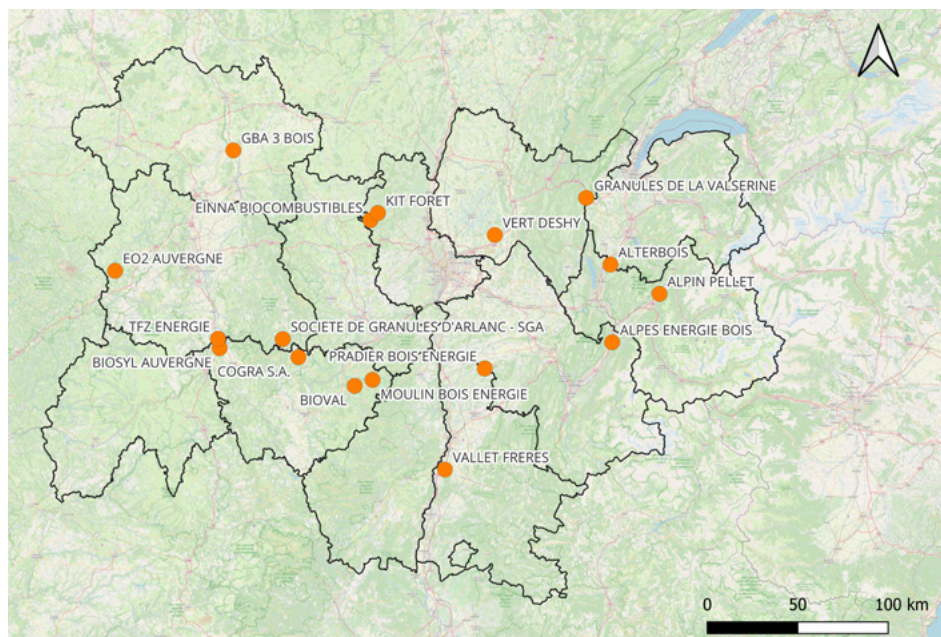 GBA 3 BOIS
GRANULES DE LA VALSERINE
KIT FORET
EINNA BIOCOMBUSTIBLES
VERT DESHY
EO2 AUVERGNE
ALTERBOIS
ALPIN PELLET
TFZ ENERGIE
SOCIETE DE GRANULES D'ARLANC - SGA
ALPES ENERGIE BOIS
BIOSYL AUVERGNE
COGRA S.A.
PRADIER BOIS ENERGIE
BIOVAL
MOULIN BOIS ENERGIE
VALLET FRERES
0 50 100 km